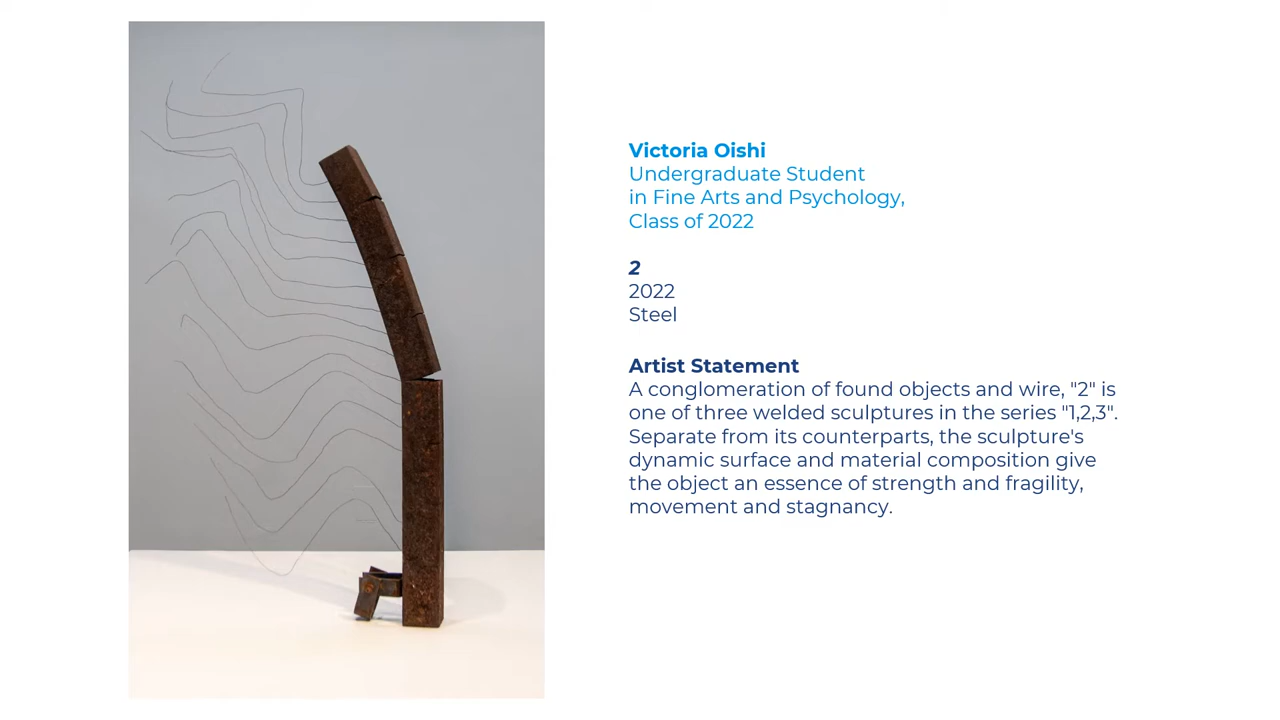 Victoria Oishi
Undergraduate Student
in Fine Arts and Psychology,
Class of 2022
2
2022
Steel
Artist Statement
A conglomeration of found objects and wire, "2" is
one of three welded sculptures in the series "1,2,3".
Separate from its counterparts, the sculpture's
dynamic surface and material composition give
the object an essence of strength and fragility,
movement and stagnancy.